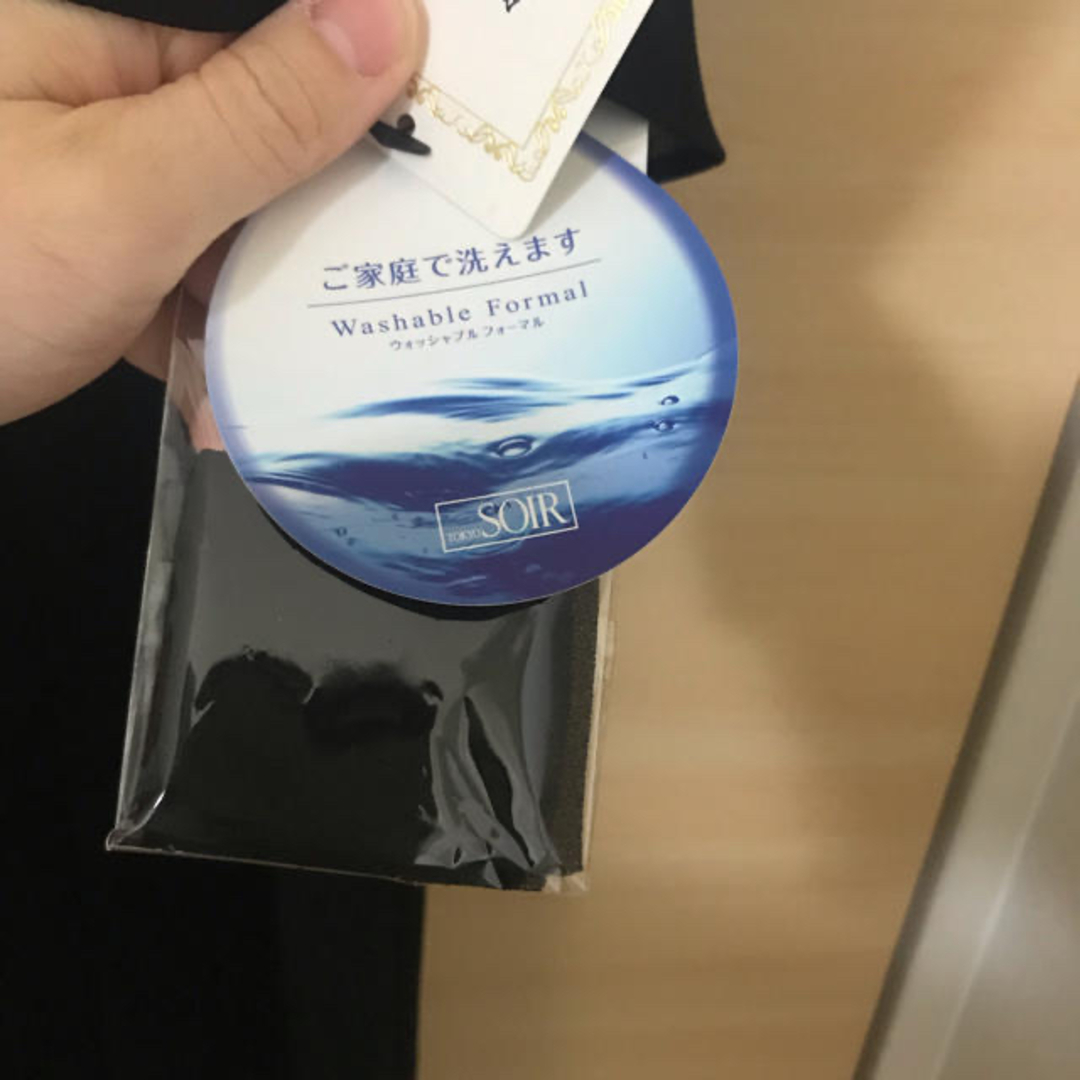 ご家庭で洗えます
Washable Formal
ウォッシャブル フォーマル
TOKYO SOIR